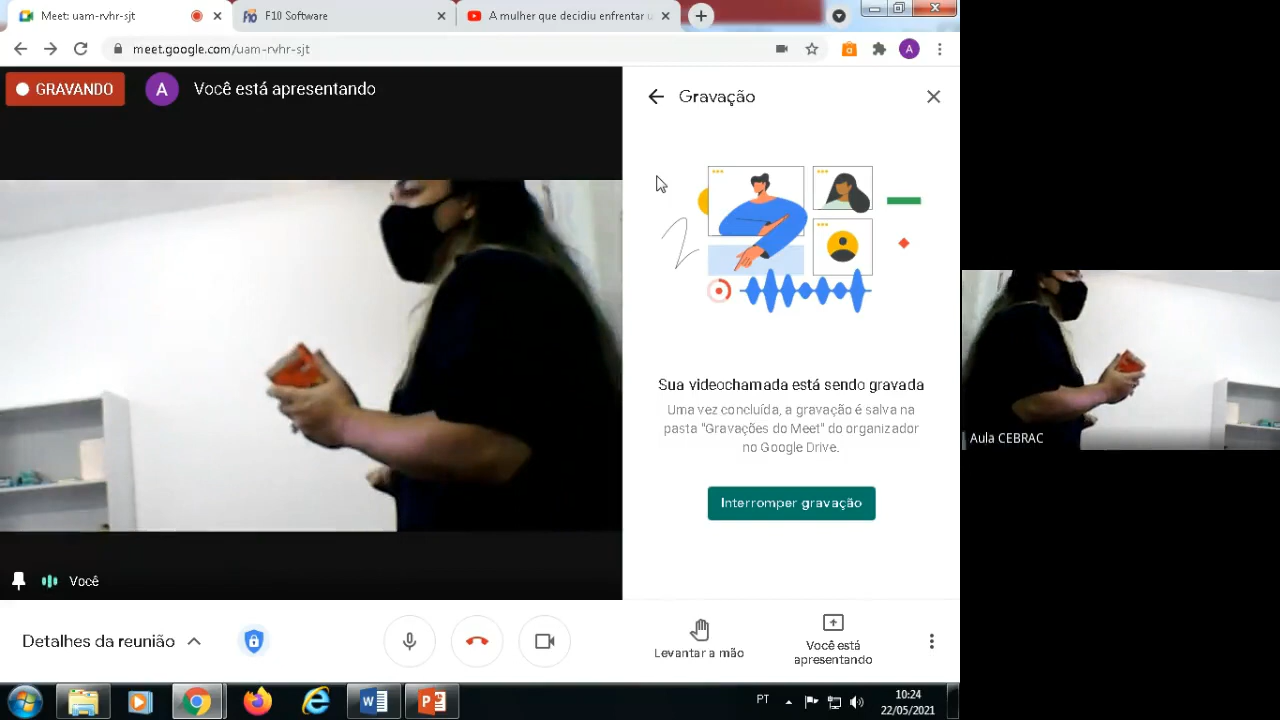 Meet: uam-rvhr-sjt
F10 Software
A mulher que decidiu enfrentar u
meet.google.com/uam-rvhr-sjt
A
GRAVANDO
A
Você está apresentando
Gravação
Sua videochamada está sendo gravada
Uma vez concluída, a gravação é salva na
pasta "Gravações do Meet" do organizador
no Google Drive.
Interromper gravação
Aula CEBRAC
Você
Detalhes da reunião
Levantar a mão
Você está
apresentando
PT
10:24
22/05/2021